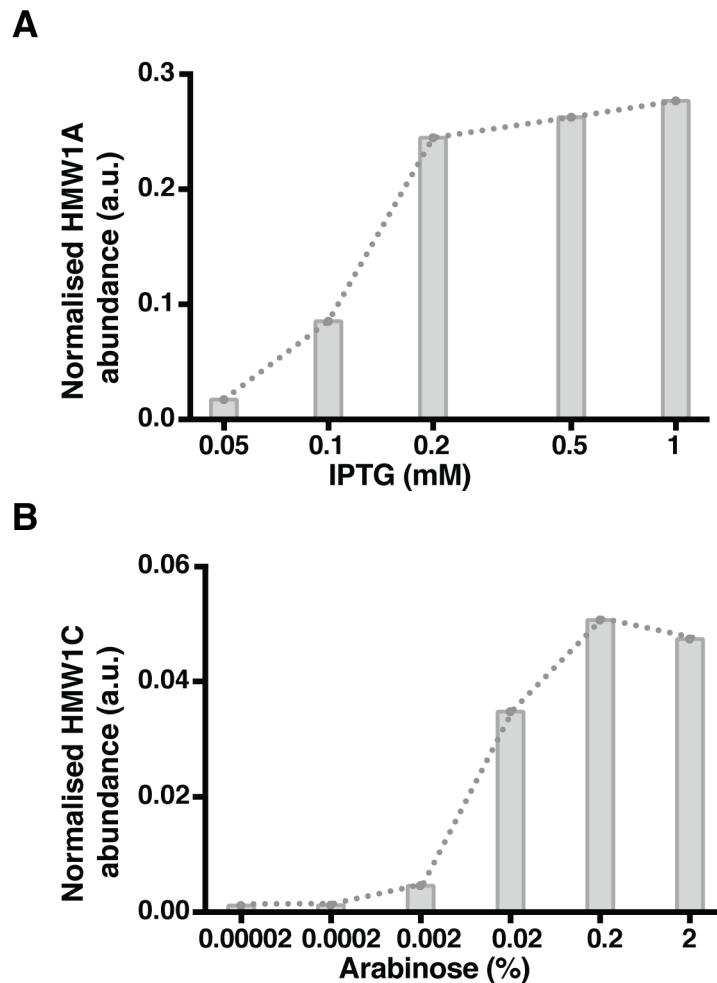 A
Normalised HMW1A
abundance (a.u.)
0.3
0.2
0.1
0.0
0.05 0.1 0.2 0.5 1
IPTG (mM)
B
Normalised HMW1C
abundance (a.u.)
0.06
0.04
0.02
0.00
0.00002 0.0002 0.002 0.02 0.2 2
Arabinose (%)